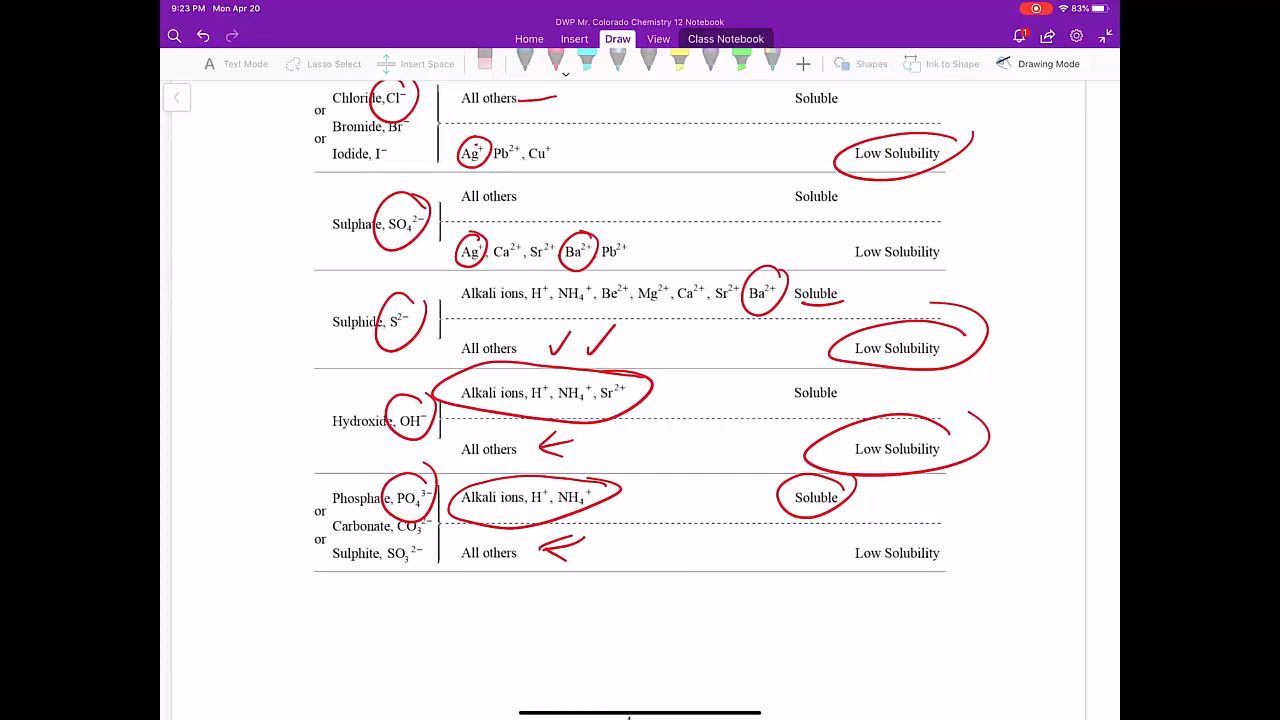 9:23 PM Mon Apr 20
83%
DWP Mr. Colorado Chemistry 12 Notebook
Home Insert Draw View Class Notebook
1
A Text Mode Lasso Select Insert Space Shapes Ink to Shape Drawing Mode
Chloride, Cl⁻ All others Soluble
or
Bromide, Br⁻
or
Iodide, I⁻ Ag⁺, Pb²⁺, Cu⁺ Low Solubility
All others Soluble
Sulphate, SO₄²⁻
Ag⁺, Ca²⁺, Sr²⁺, Ba²⁺, Pb²⁺ Low Solubility
Alkali ions, H⁺, NH₄⁺, Be²⁺, Mg²⁺, Ca²⁺, Sr²⁺ Ba²⁺ Soluble
Sulphide, S²⁻
All others Low Solubility
Alkali ions, H⁺, NH₄⁺, Sr²⁺ Soluble
Hydroxide, OH⁻
All others Low Solubility
Phosphate, PO₄³⁻ Alkali ions, H⁺, NH₄⁺ Soluble
or
Carbonate, CO₃²⁻
or
Sulphite, SO₃²⁻ All others Low Solubility